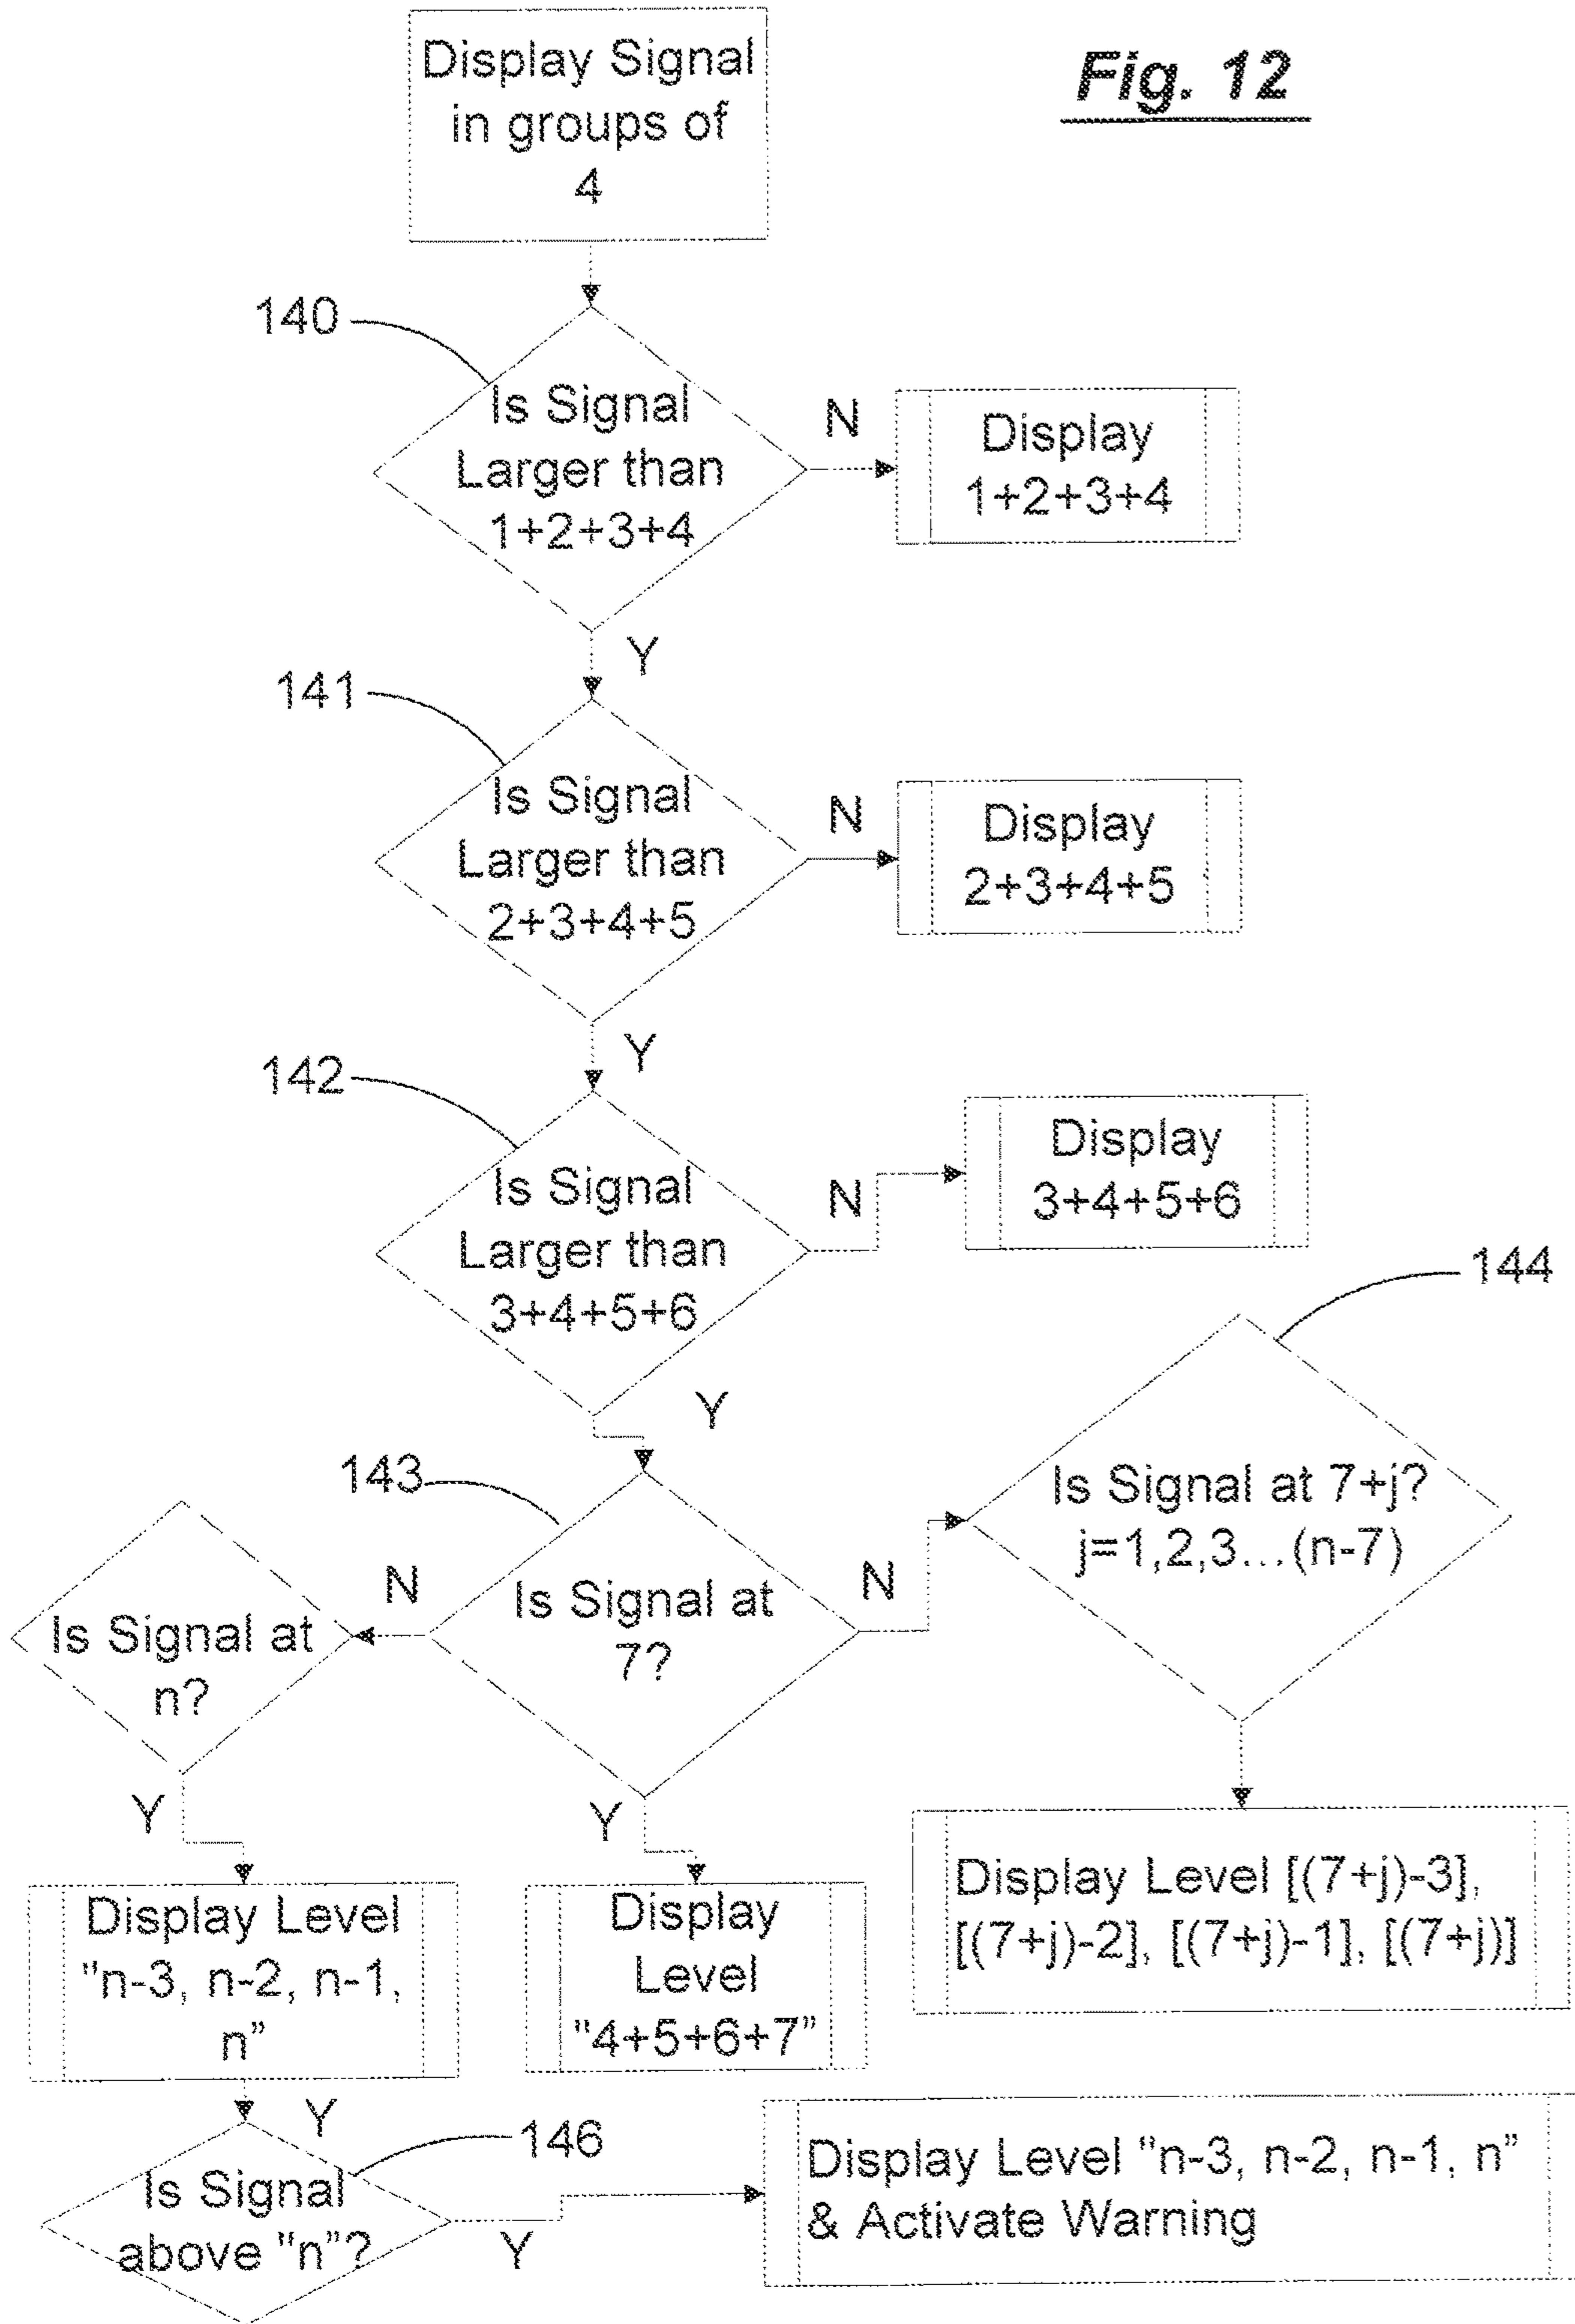 Fig. 12
Display Signal
in groups of
4
140
Is Signal
Larger than
1+2+3+4
N
Display
1+2+3+4
Y
141
Is Signal
Larger than
2+3+4+5
N
Display
2+3+4+5
Y
142
Is Signal
Larger than
3+4+5+6
N
Display
3+4+5+6
Y
144
Is Signal at 7+j?
j=1,2,3...(n-7)
143
Is Signal at
7?
N
N
Is Signal at
n?
Y
Y
Display Level
"n-3, n-2, n-1,
n"
Display
Level
"4+5+6+7"
Display Level [(7+j)-3],
[(7+j)-2], [(7+j)-1], [(7+j)]
Y
146
Is Signal
above "n"?
Y
Display Level "n-3, n-2, n-1, n"
& Activate Warning